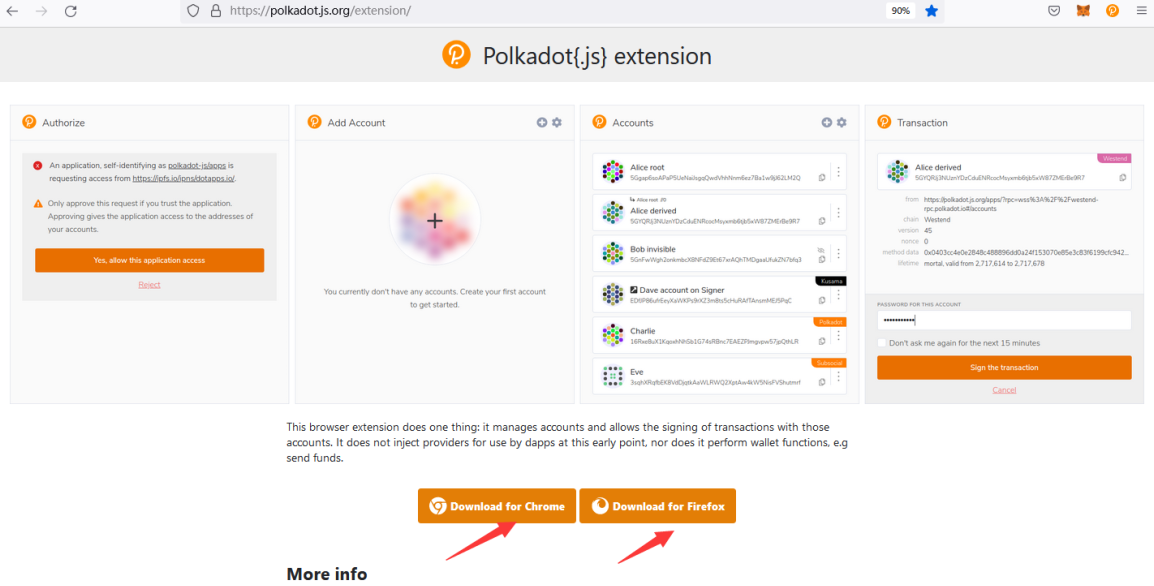 https://polkadot.js.org/extension/
90%
Polkadot{.js} extension
Authorize
An application, self-identifying as polkadot-js/apps is
requesting access from https://ipfs.io/ipns/dotapps.io/.
Only approve this request if you trust the application.
Approving gives the application access to the addresses of
your accounts.
Yes, allow this application access
Reject
Add Account
You currently don't have any accounts. Create your first account
to get started.
Accounts
Alice root
Alice root //0
Alice derived
Bob invisible
Kusama
Dave account on Signer
Polkadot
Charlie
Subsocial
Eve
Transaction
Westend
Alice derived
from https://polkadot.js.org/apps/?rpc=wss%3A%2F%2Fwestend-
rpc.polkadot.io#/accounts
chain Westend
version 45
nonce 0
method data
lifetime mortal, valid from 2,717,614 to 2,717,678
PASSWORD FOR THIS ACCOUNT
Don't ask me again for the next 15 minutes
Sign the transaction
Cancel
This browser extension does one thing: it manages accounts and allows the signing of transactions with those
accounts. It does not inject providers for use by dapps at this early point, nor does it perform wallet functions, e.g
send funds.
Download for Chrome
Download for Firefox
More info